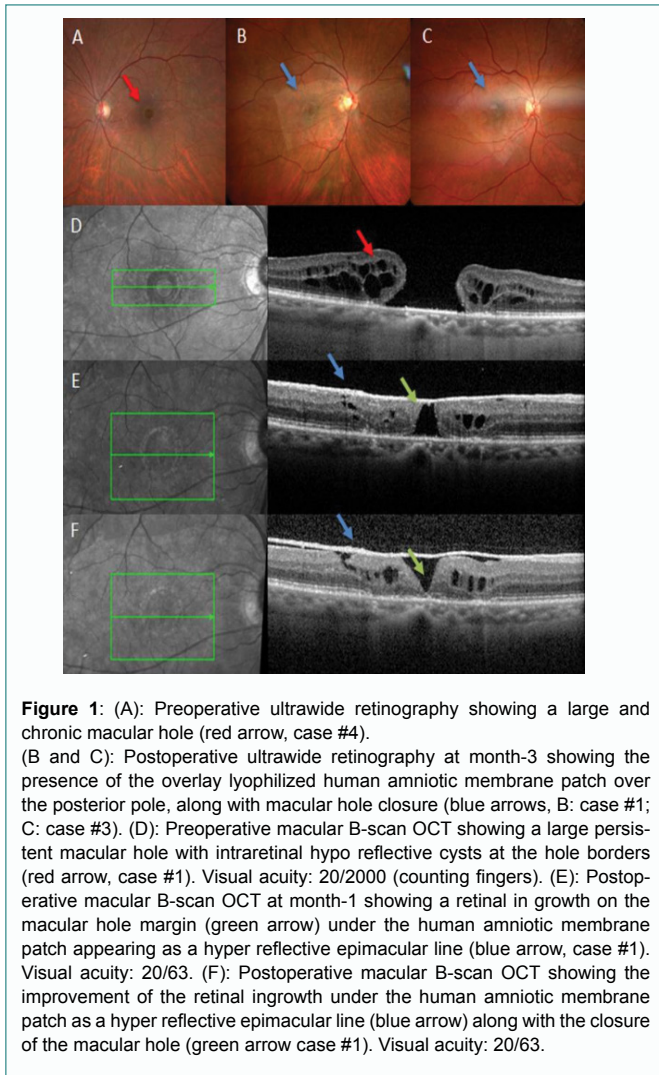 A
B
C
D
E
F
Figure 1: (A): Preoperative ultrawide retinography showing a large and
chronic macular hole (red arrow, case #4).
(B and C): Postoperative ultrawide retinography at month-3 showing the
presence of the overlay lyophilized human amniotic membrane patch over
the posterior pole, along with macular hole closure (blue arrows, B: case #1;
C: case #3). (D): Preoperative macular B-scan OCT showing a large persis-
tent macular hole with intraretinal hypo reflective cysts at the hole borders
(red arrow, case #1). Visual acuity: 20/2000 (counting fingers). (E): Postop-
erative macular B-scan OCT at month-1 showing a retinal in growth on the
macular hole margin (green arrow) under the human amniotic membrane
patch appearing as a hyper reflective epimacular line (blue arrow, case #1).
Visual acuity: 20/63. (F): Postoperative macular B-scan OCT showing the
improvement of the retinal ingrowth under the human amniotic membrane
patch as a hyper reflective epimacular line (blue arrow) along with the closure
of the macular hole (green arrow case #1). Visual acuity: 20/63.